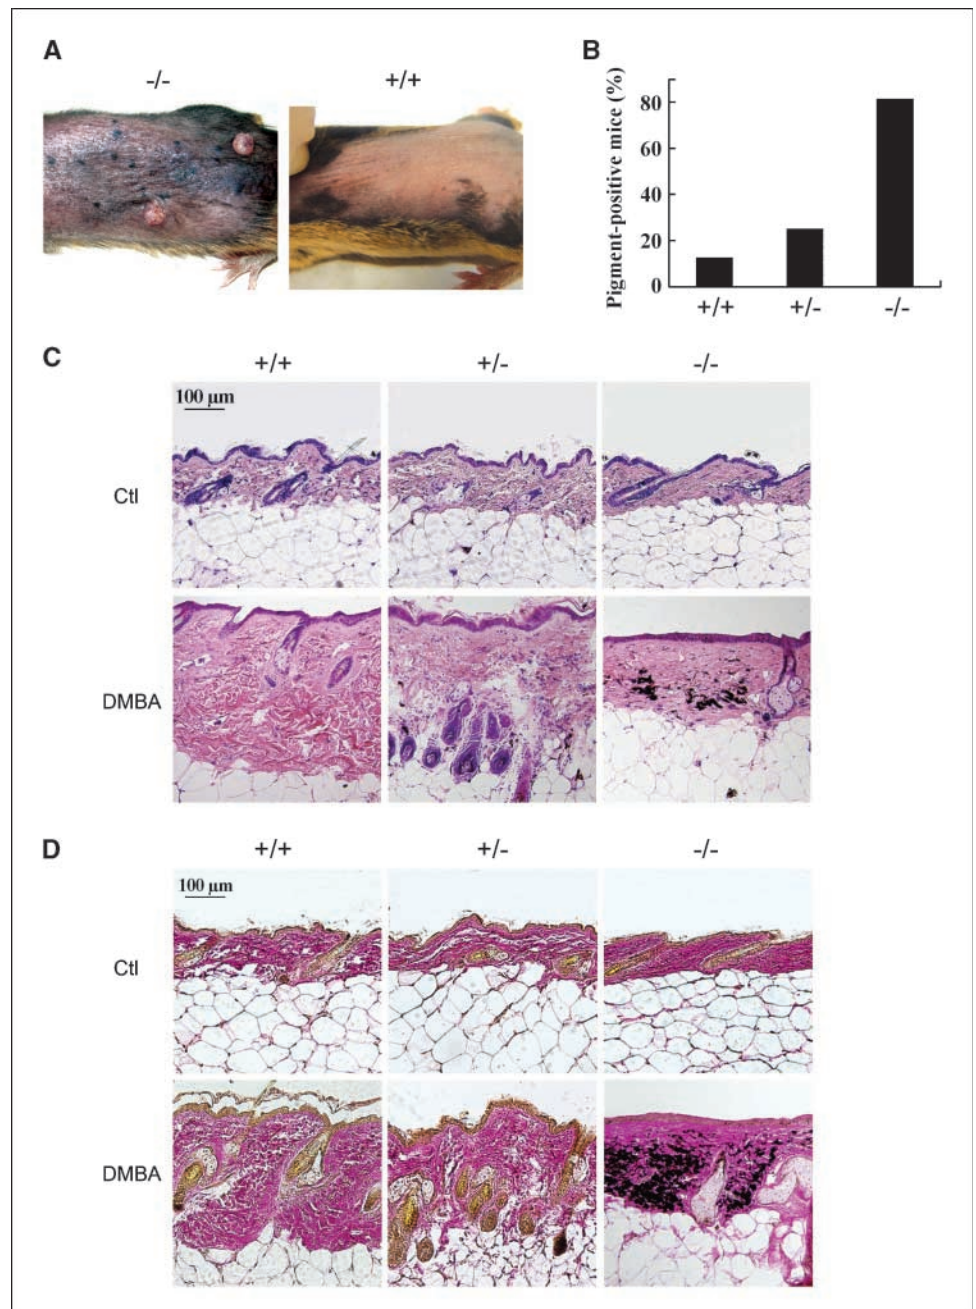 A
-/-
+/+
B
Pigment-positive mice (%)
80
60
40
20
0
+/+
+/-
-/-
C
+/+
+/-
-/-
100 µm
Ctl
DMBA
D
+/+
+/-
-/-
100 µm
Ctl
DMBA